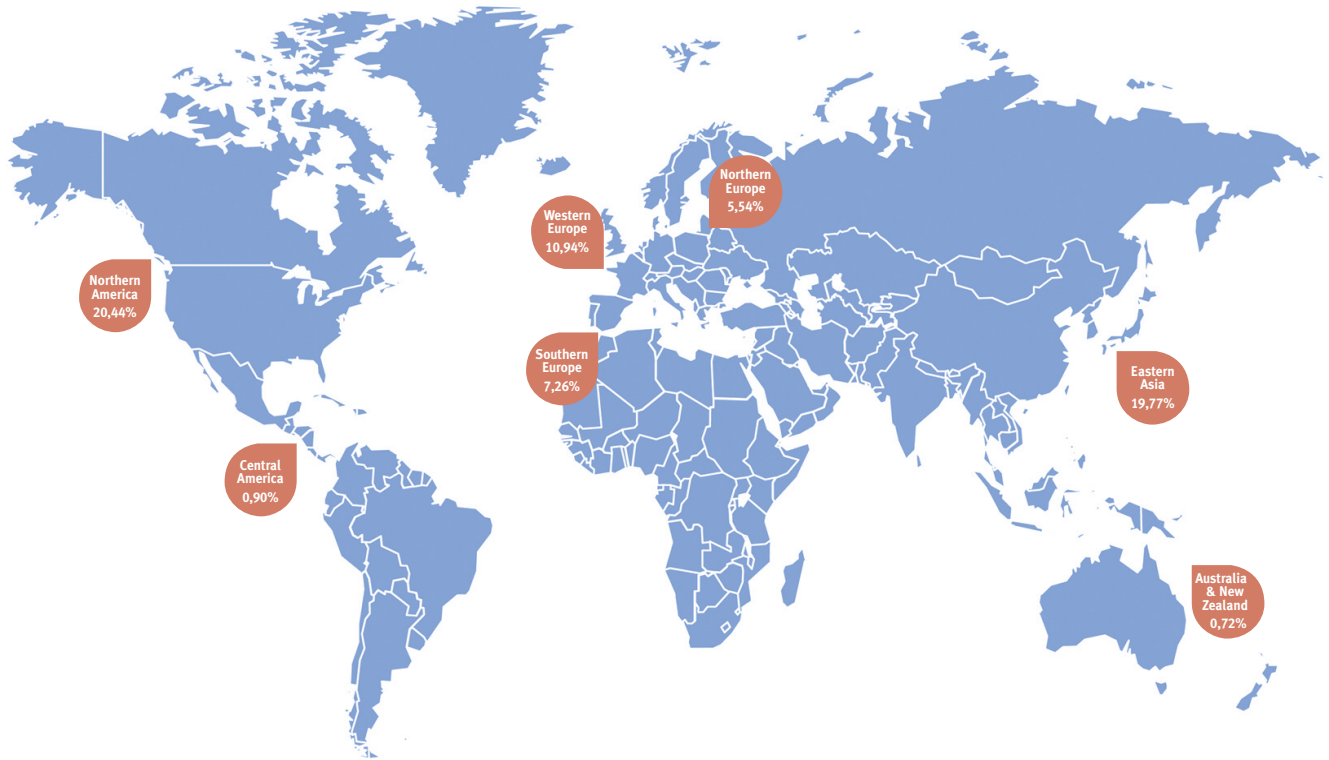 Northern
Europe
5,54%
Western
Europe
10,94%
Northern
America
20,44%
Southern
Europe
7,26%
Eastern
Asia
19,77%
Central
America
0,90%
Australia
& New
Zealand
0,72%